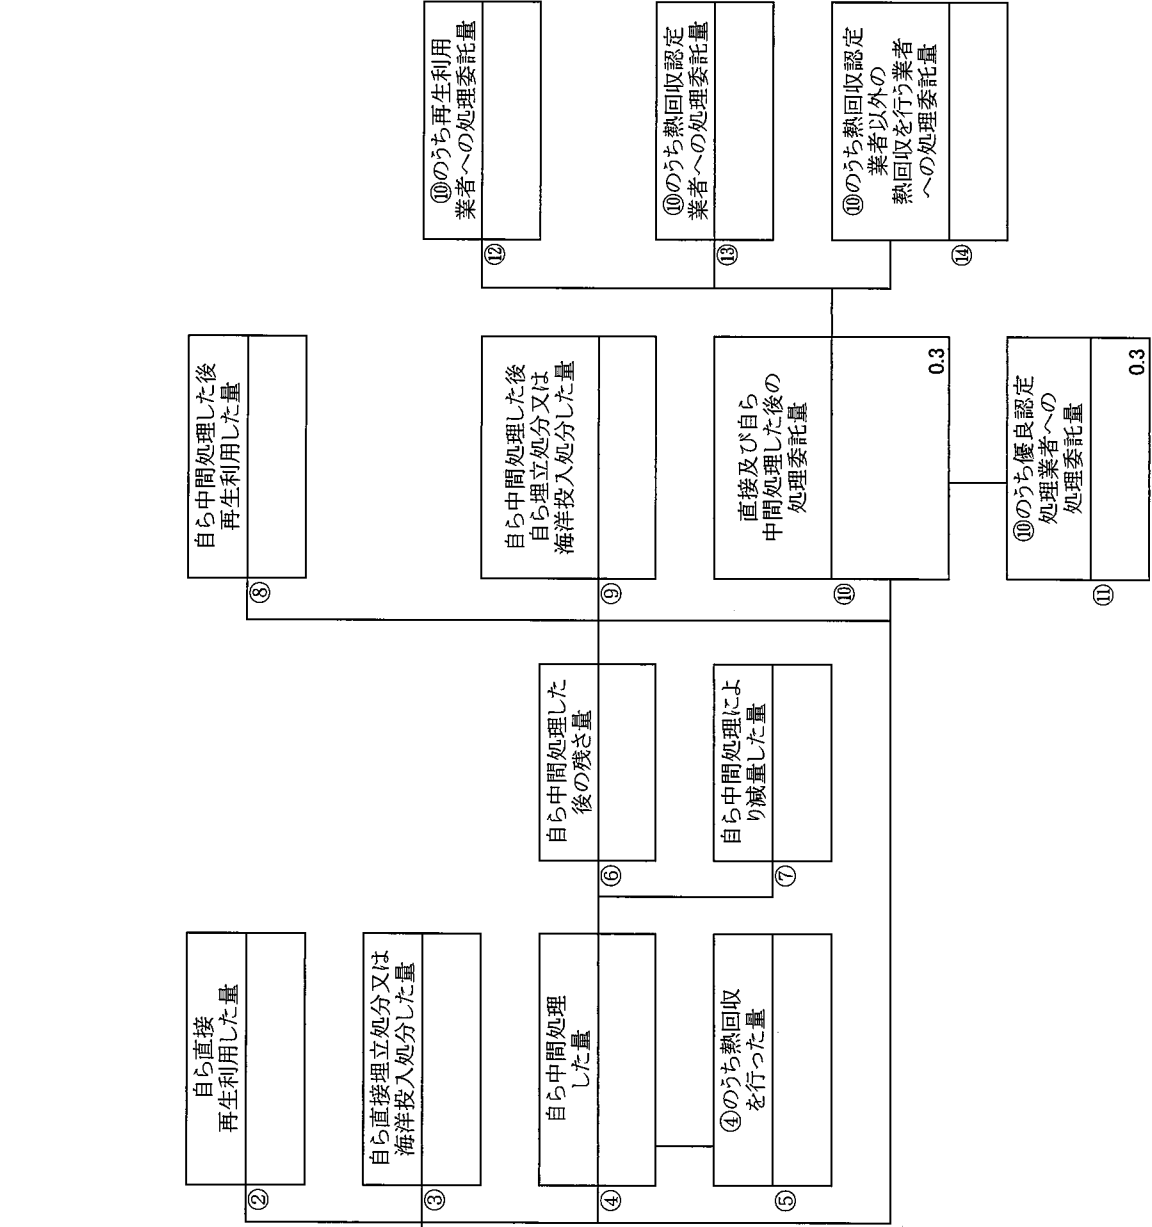 ②
自ら直接
再生利用した量
③
自ら直接埋立処分又は
海洋投入処分した量
④
自ら中間処理
した量
⑤
④のうち熱回収
を行った量
⑥
自ら中間処理した
後の残さ量
⑦
自ら中間処理によ
り減量した量
⑧
自ら中間処理した後
再生利用した量
⑨
自ら中間処理した後
自ら埋立処分又は
海洋投入処分した量
⑩
直接及び自ら
中間処理した後の
処理委託量
0.3
⑪
⑩のうち優良認定
処理業者への
処理委託量
0.3
⑫
⑩のうち再生利用
業者への処理委託量
⑬
⑩のうち熱回収認定
業者への処理委託量
⑭
⑩のうち熱回収認定
業者以外の
熱回収を行う業者
への処理委託量